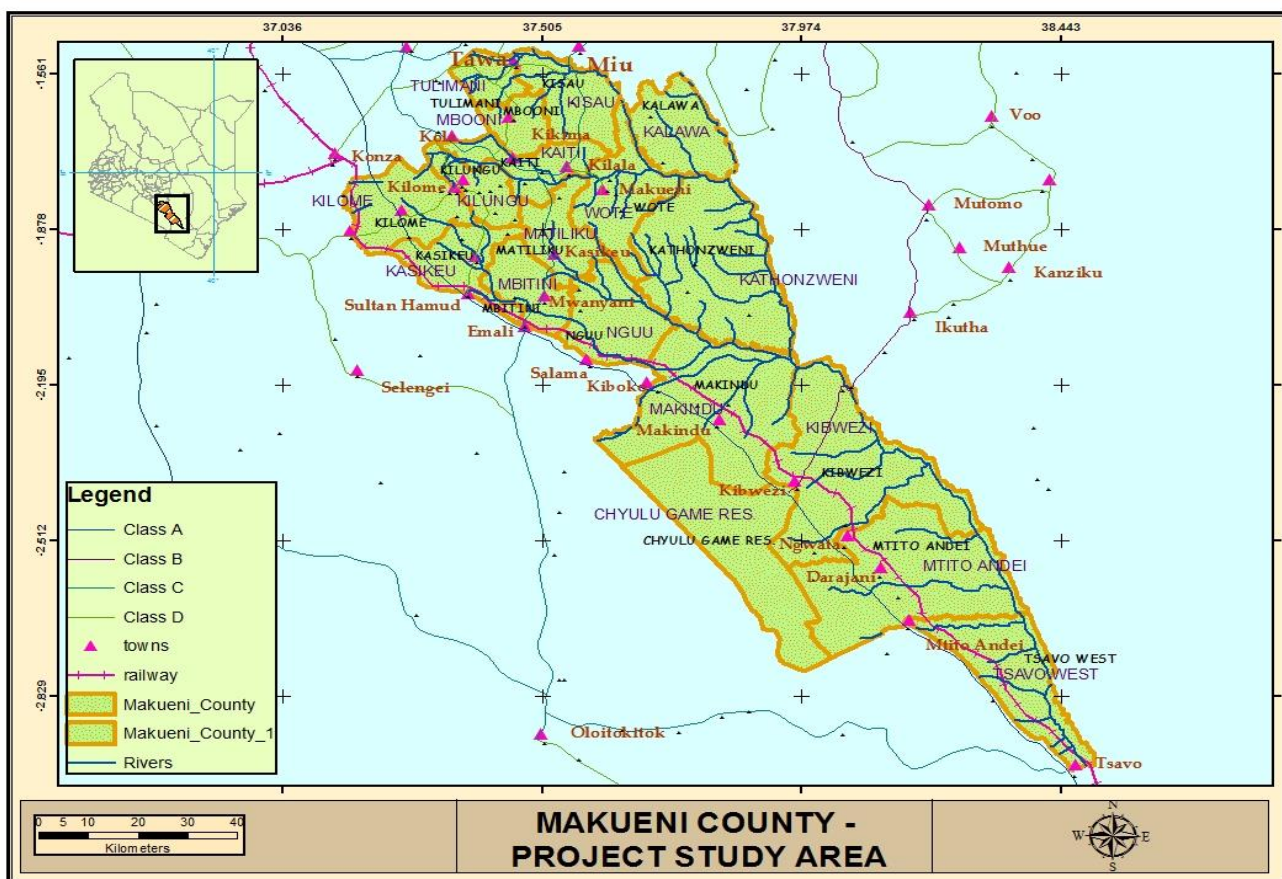 37.036
37.505
37.974
38.443
-1.561
-1.878
-2.195
-2.512
-2.829
Tawa
Miu
TULIMANI
TULIMANI
KISAU
KISAU
MBOONI
MBOONI
KALAWA
KALAWA
Voo
Kola
Kikima
Konza
KAITI
KAITI
Kilala
KILUNGU
Kilome
KILUNGU
Makueni
WOTE
WOTE
Mutomo
KILOME
KILOME
MATILIKU
MATILIKU
Kasikeu
KATHONZWENI
KATHONZWENI
Muthue
Kanziku
KASIKEU
KASIKEU
MBITINI
MBITINI
Mwanyani
Sultan Hamud
Ikutha
Emali
NGUU
NGUU
Salama
Kiboko
Selengei
MAKINDU
MAKINDU
Makindu
KIBWEZI
KIBWEZI
Kibwezi
CHYULU GAME RES.
CHYULU GAME RES.
Ngwata
MTITO ANDEI
MTITO ANDEI
Darajani
Mtito Andei
TSAVO WEST
TSAVO WEST
Oloitokitok
Tsavo
Legend
Class A
Class B
Class C
Class D
towns
railway
Makueni_County
Makueni_County_1
Rivers
0 5 10 20 30 40
Kilometers
MAKUENI COUNTY -
PROJECT STUDY AREA
N
W E
S